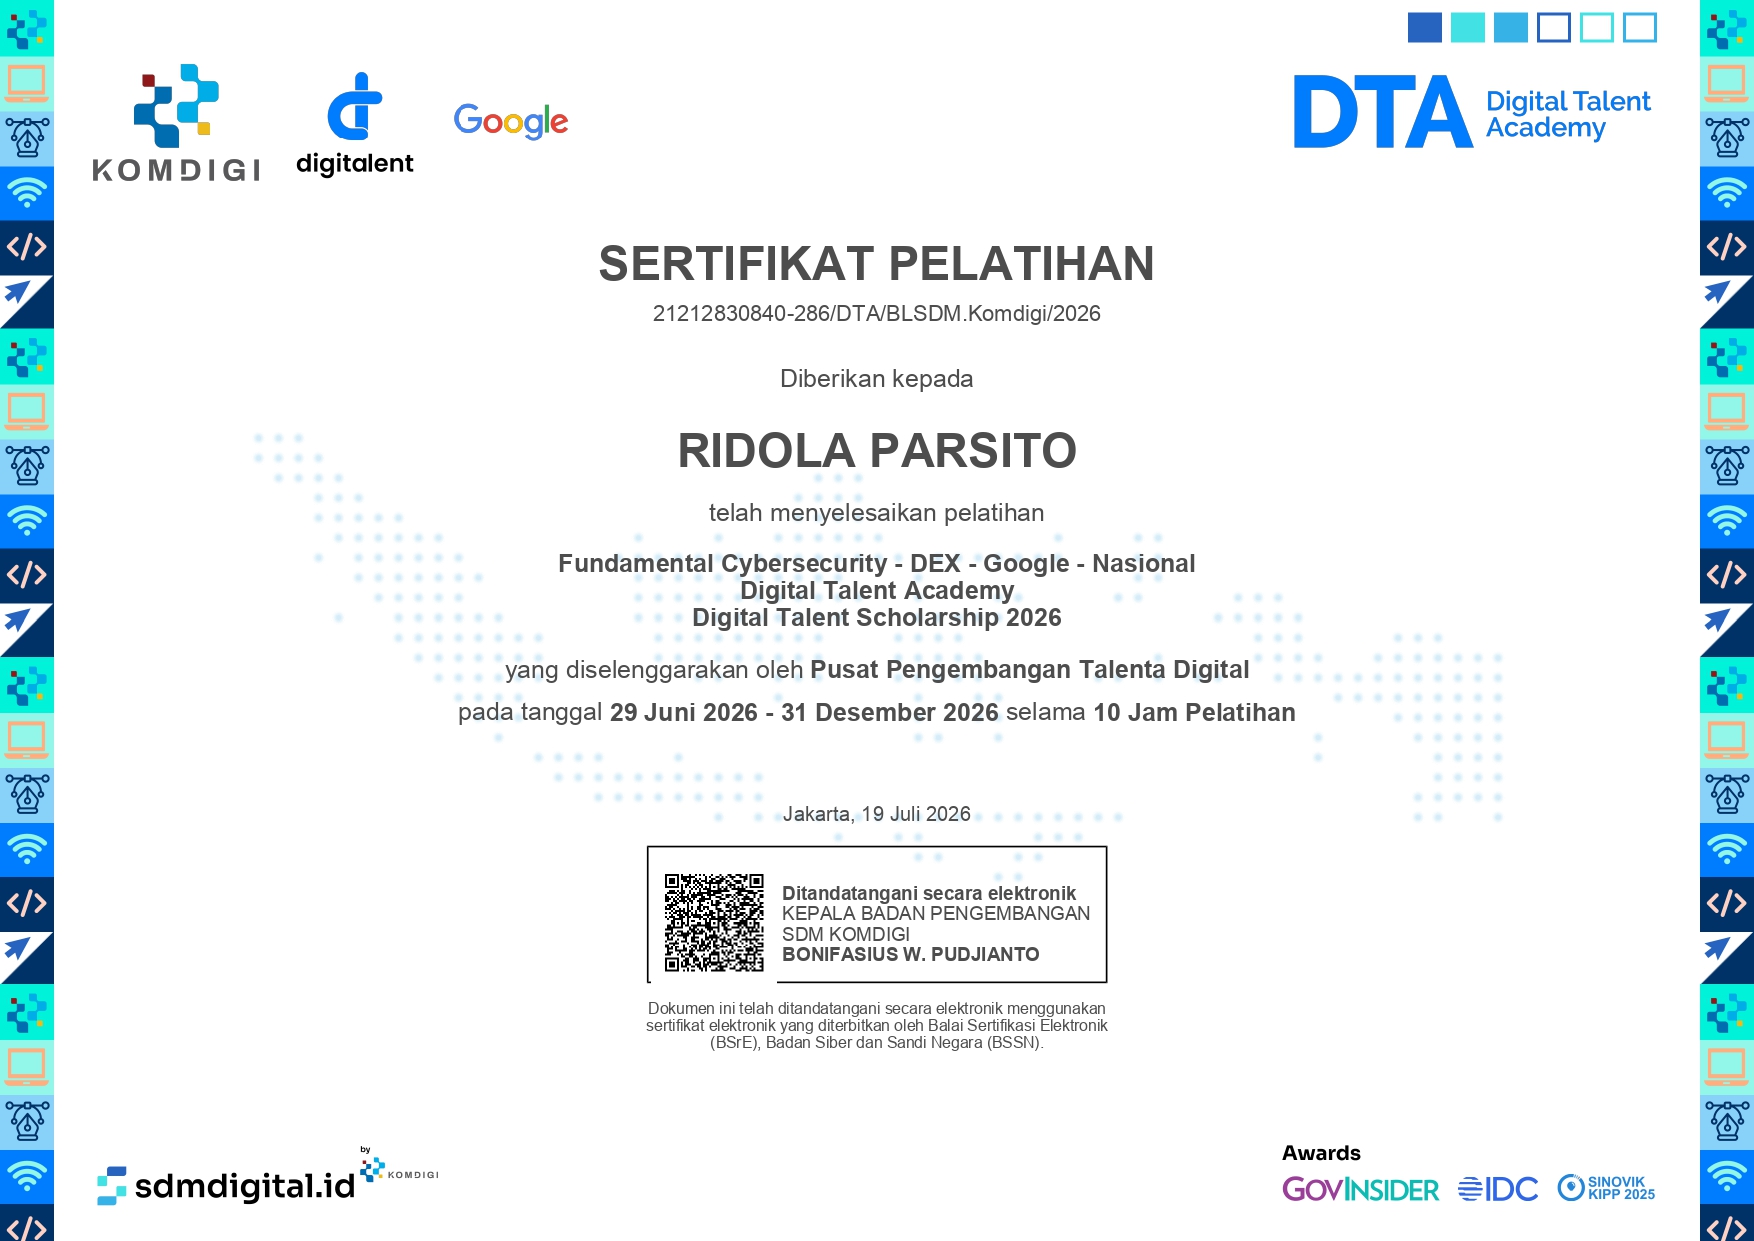 KOMDIGI
digitalent
Google
DTA Digital Talent Academy
SERTIFIKAT PELATIHAN
21212830840-286/DTA/BLSDM.Komdigi/2026
Diberikan kepada
RIDOLA PARSITO
telah menyelesaikan pelatihan
Fundamental Cybersecurity - DEX - Google - Nasional
Digital Talent Academy
Digital Talent Scholarship 2026
yang diselenggarakan oleh Pusat Pengembangan Talenta Digital
pada tanggal 29 Juni 2026 - 31 Desember 2026 selama 10 Jam Pelatihan
Jakarta, 19 Juli 2026
Ditandatangani secara elektronik
KEPALA BADAN PENGEMBANGAN
SDM KOMDIGI
BONIFASIUS W. PUDJIANTO
Dokumen ini telah ditandatangani secara elektronik menggunakan
sertifikat elektronik yang diterbitkan oleh Balai Sertifikasi Elektronik
(BSrE), Badan Siber dan Sandi Negara (BSSN).
sdmdigital.id
by
KOMDIGI
Awards
GOVINSIDER
IDC
SINOVIK
KIPP 2025